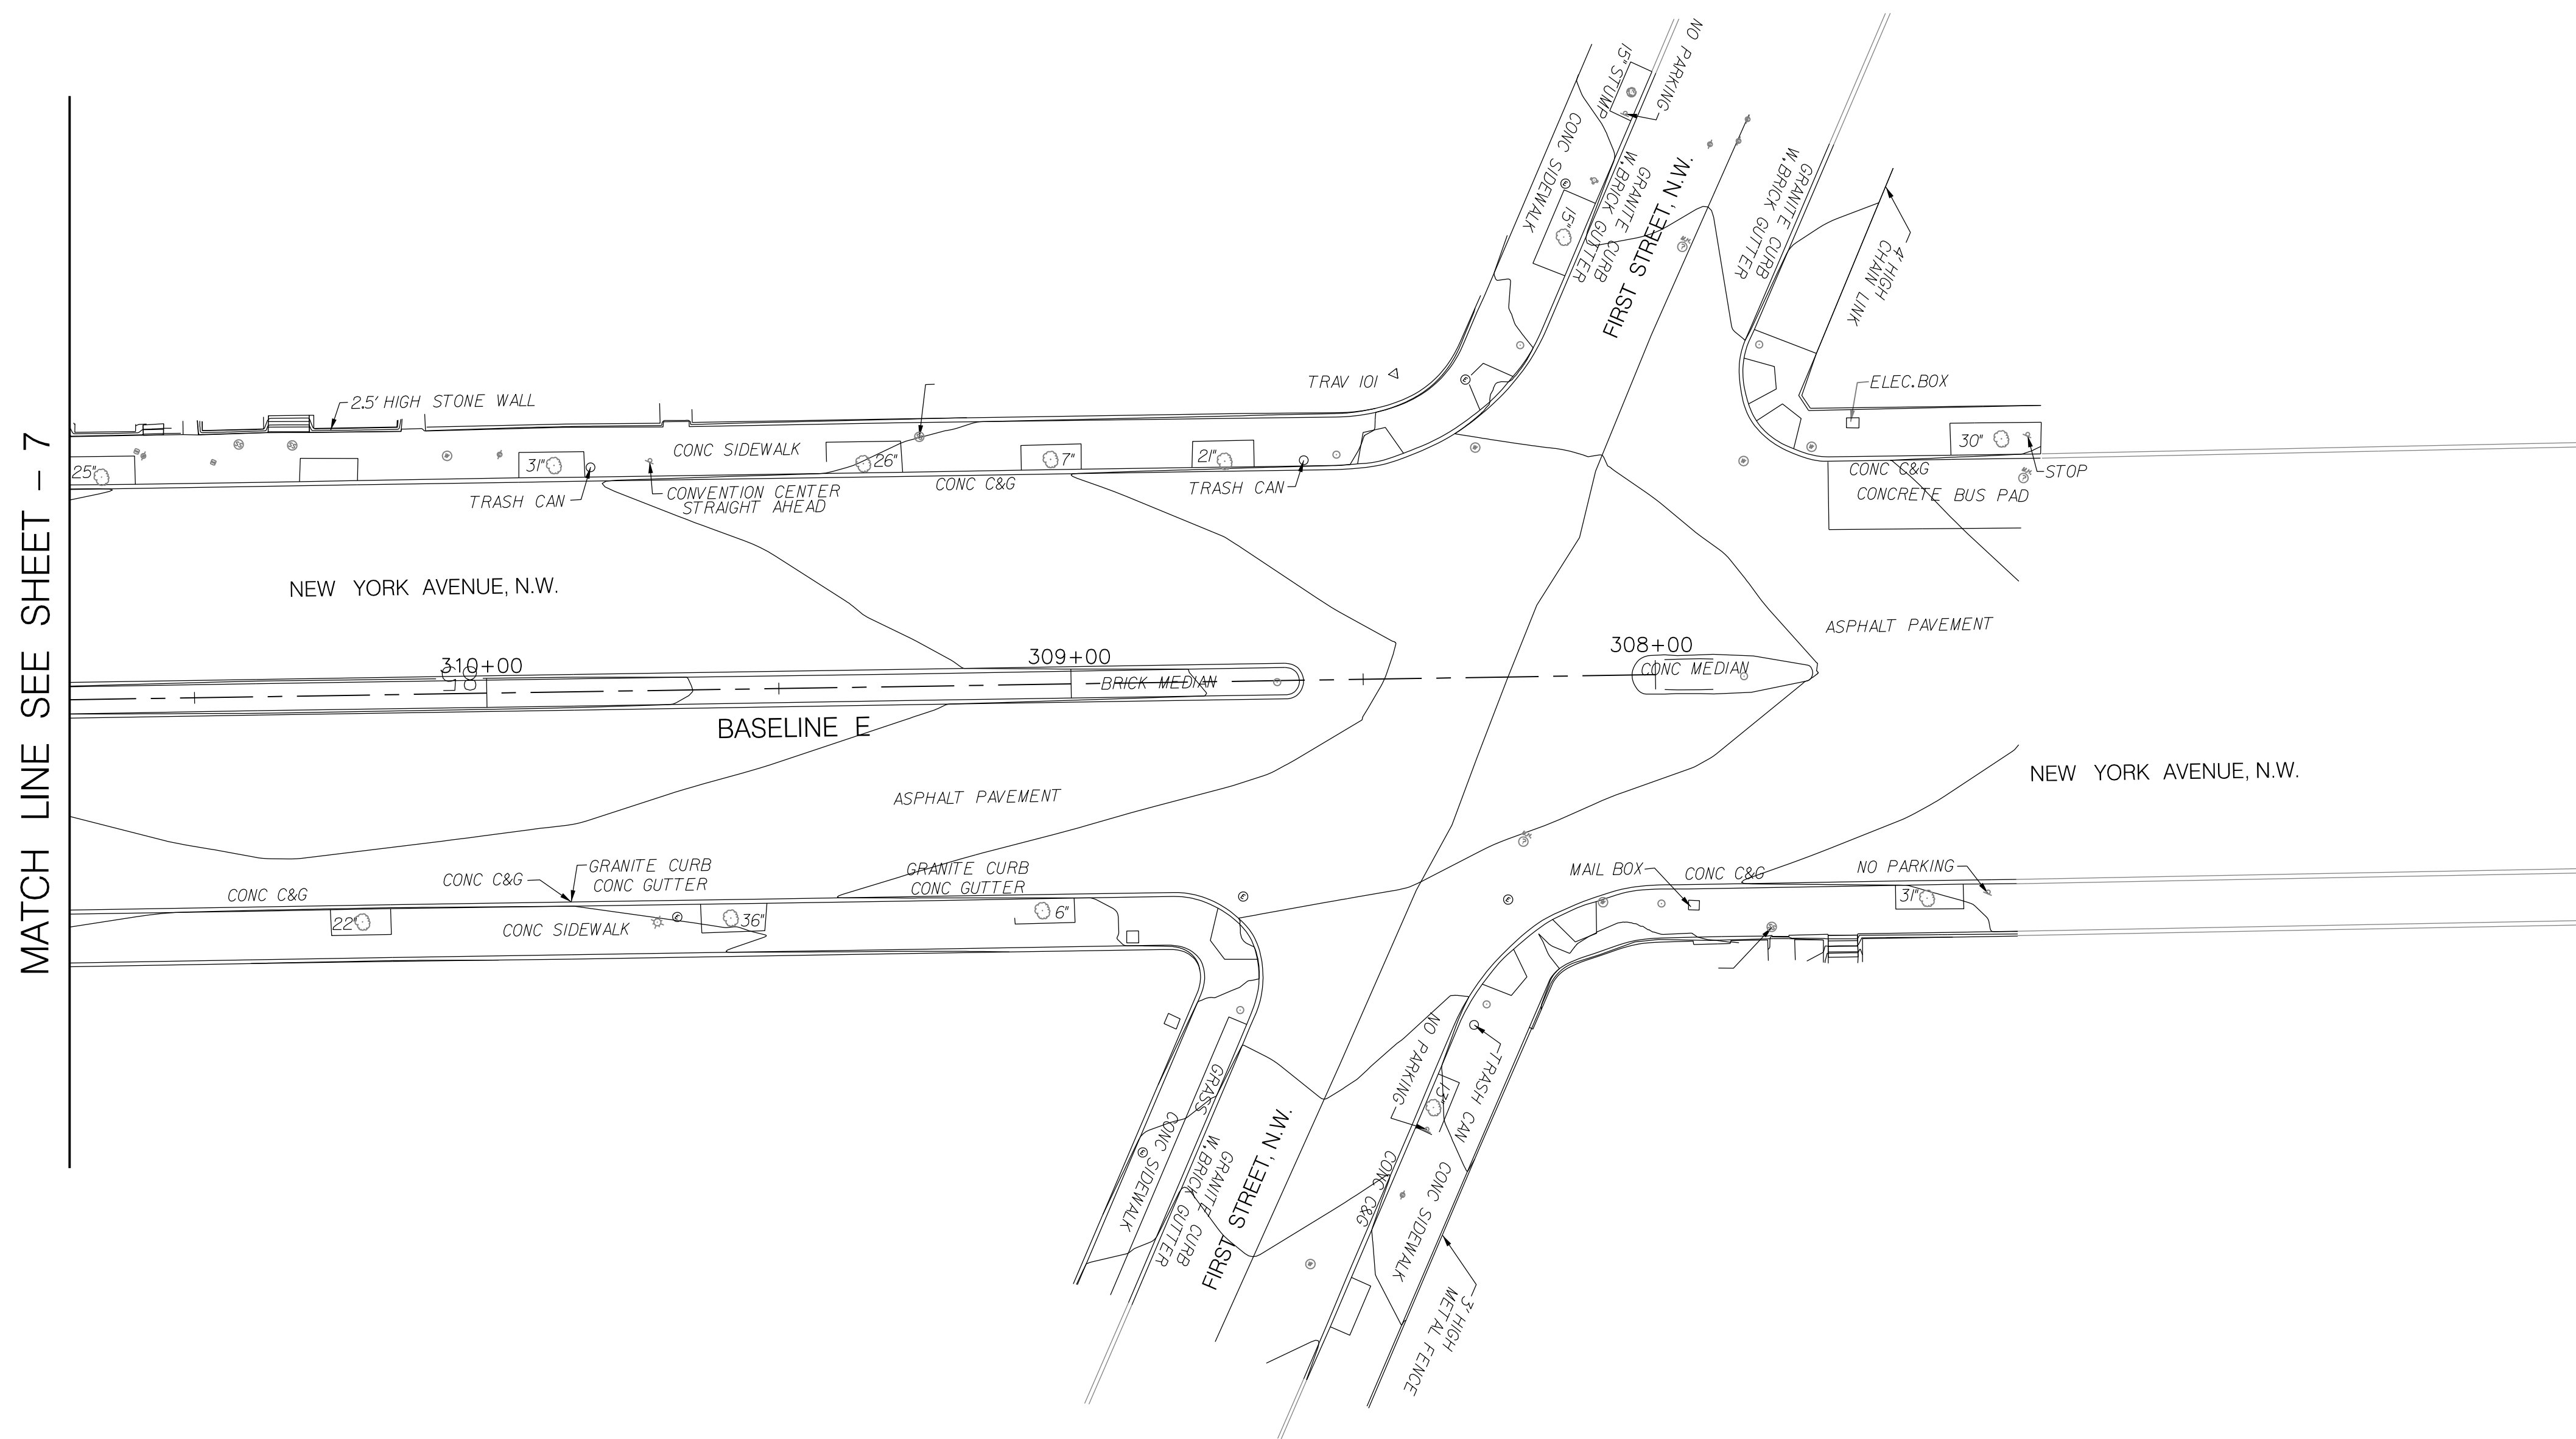 MATCH LINE SEE SHEET - 7
15" STUMP
NO PARKING
CONC SIDEWALK
15"
GRANITE CURB
W.BRICK GUTTER
FIRST STREET, N.W.
GRANITE CURB
W.BRICK GUTTER
4' HIGH
CHAIN LINK
2.5' HIGH STONE WALL
TRAV 101
ELEC.BOX
25"
31"
CONC SIDEWALK
26"
7"
21"
30"
TRASH CAN
CONVENTION CENTER
STRAIGHT AHEAD
CONC C&G
TRASH CAN
CONC C&G
STOP
CONCRETE BUS PAD
NEW YORK AVENUE, N.W.
ASPHALT PAVEMENT
310+00
309+00
308+00
BRICK MEDIAN
CONC MEDIAN
BASELINE E
NEW YORK AVENUE, N.W.
ASPHALT PAVEMENT
CONC C&G
CONC C&G
GRANITE CURB
CONC GUTTER
GRANITE CURB
CONC GUTTER
MAIL BOX
CONC C&G
NO PARKING
22"
CONC SIDEWALK
36"
6"
31"
GRASS
CONC SIDEWALK
GRANITE CURB
W.BRICK GUTTER
FIRST STREET, N.W.
NO PARKING
13"
TRASH CAN
CONC C&G
CONC SIDEWALK
3' HIGH
METAL FENCE